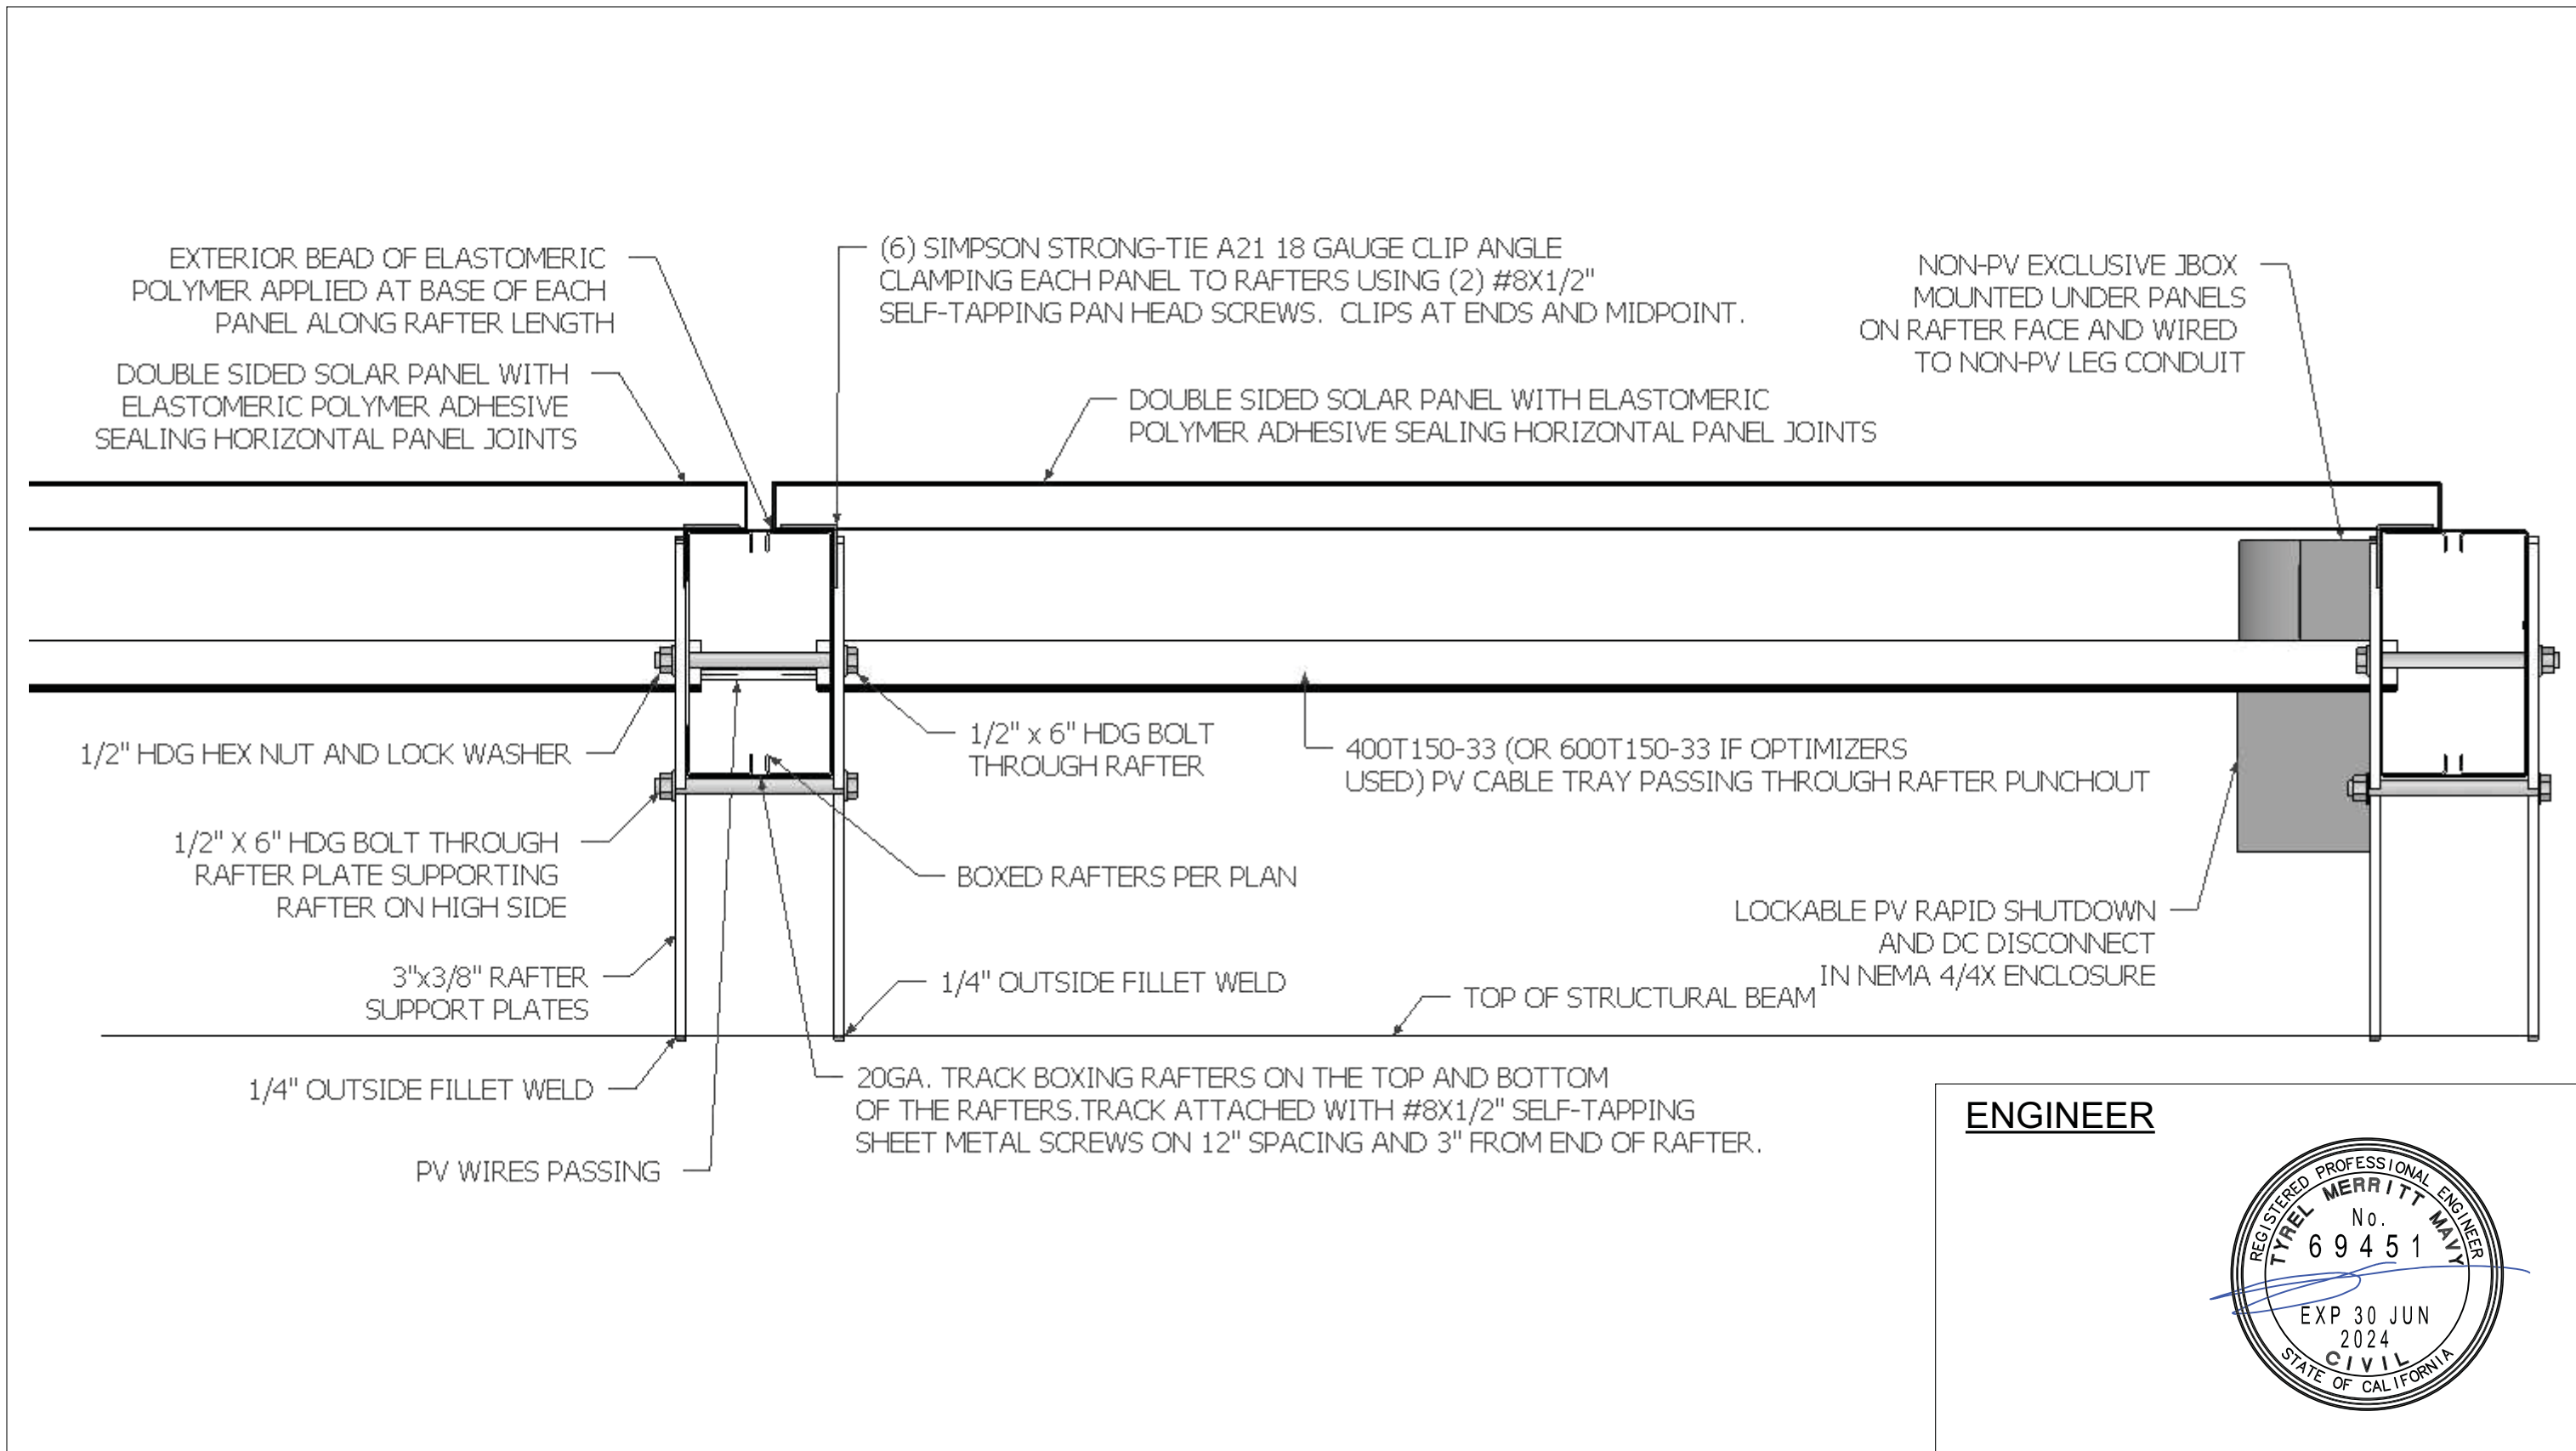 EXTERIOR BEAD OF ELASTOMERIC
POLYMER APPLIED AT BASE OF EACH
PANEL ALONG RAFTER LENGTH
(6) SIMPSON STRONG-TIE A21 18 GAUGE CLIP ANGLE
CLAMPING EACH PANEL TO RAFTERS USING (2) #8X1/2"
SELF-TAPPING PAN HEAD SCREWS. CLIPS AT ENDS AND MIDPOINT.
NON-PV EXCLUSIVE JBOX
MOUNTED UNDER PANELS
ON RAFTER FACE AND WIRED
TO NON-PV LEG CONDUIT
DOUBLE SIDED SOLAR PANEL WITH
ELASTOMERIC POLYMER ADHESIVE
SEALING HORIZONTAL PANEL JOINTS
DOUBLE SIDED SOLAR PANEL WITH ELASTOMERIC
POLYMER ADHESIVE SEALING HORIZONTAL PANEL JOINTS
1/2" HDG HEX NUT AND LOCK WASHER
1/2" x 6" HDG BOLT
THROUGH RAFTER
400T150-33 (OR 600T150-33 IF OPTIMIZERS
USED) PV CABLE TRAY PASSING THROUGH RAFTER PUNCHOUT
1/2" X 6" HDG BOLT THROUGH
RAFTER PLATE SUPPORTING
RAFTER ON HIGH SIDE
BOXED RAFTERS PER PLAN
LOCKABLE PV RAPID SHUTDOWN
AND DC DISCONNECT
IN NEMA 4/4X ENCLOSURE
3"x3/8" RAFTER
SUPPORT PLATES
1/4" OUTSIDE FILLET WELD
TOP OF STRUCTURAL BEAM
1/4" OUTSIDE FILLET WELD
20GA. TRACK BOXING RAFTERS ON THE TOP AND BOTTOM
OF THE RAFTERS.TRACK ATTACHED WITH #8X1/2" SELF-TAPPING
SHEET METAL SCREWS ON 12" SPACING AND 3" FROM END OF RAFTER.
PV WIRES PASSING
ENGINEER
REGISTERED PROFESSIONAL ENGINEER
TYREL MERRITT MAVY
No.
69451
EXP 30 JUN
2024
CIVIL
STATE OF CALIFORNIA